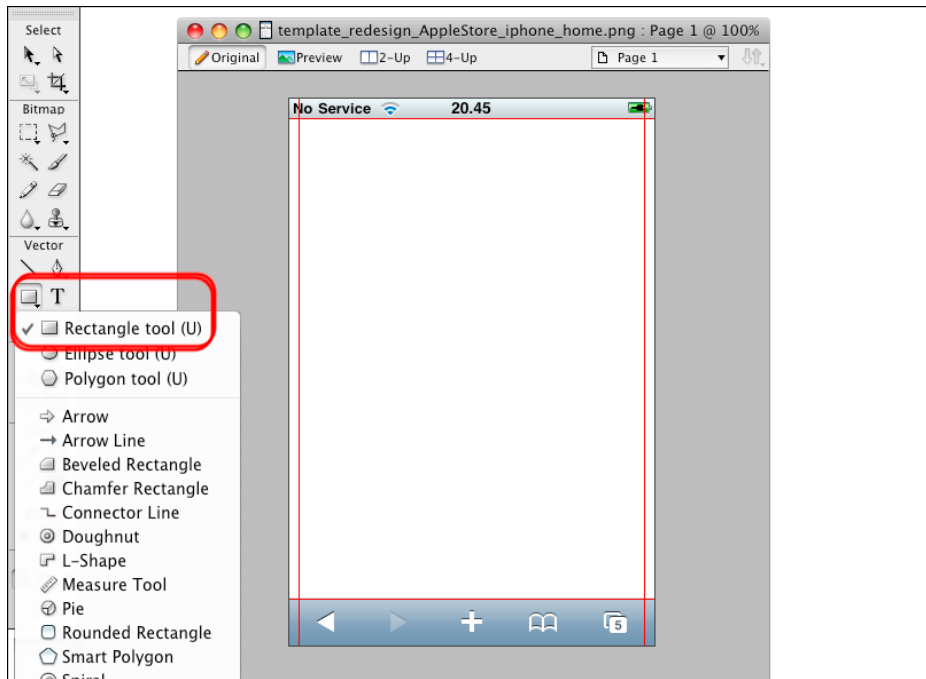 Select
Bitmap
Vector
T
Rectangle tool (U)
Ellipse tool (U)
Polygon tool (U)
Arrow
Arrow Line
Beveled Rectangle
Chamfer Rectangle
Connector Line
Doughnut
L-Shape
Measure Tool
Pie
Rounded Rectangle
Smart Polygon
Spiral
template_redesign_AppleStore_iphone_home.png : Page 1 @ 100%
Original Preview 2-Up 4-Up Page 1
No Service 20.45
5